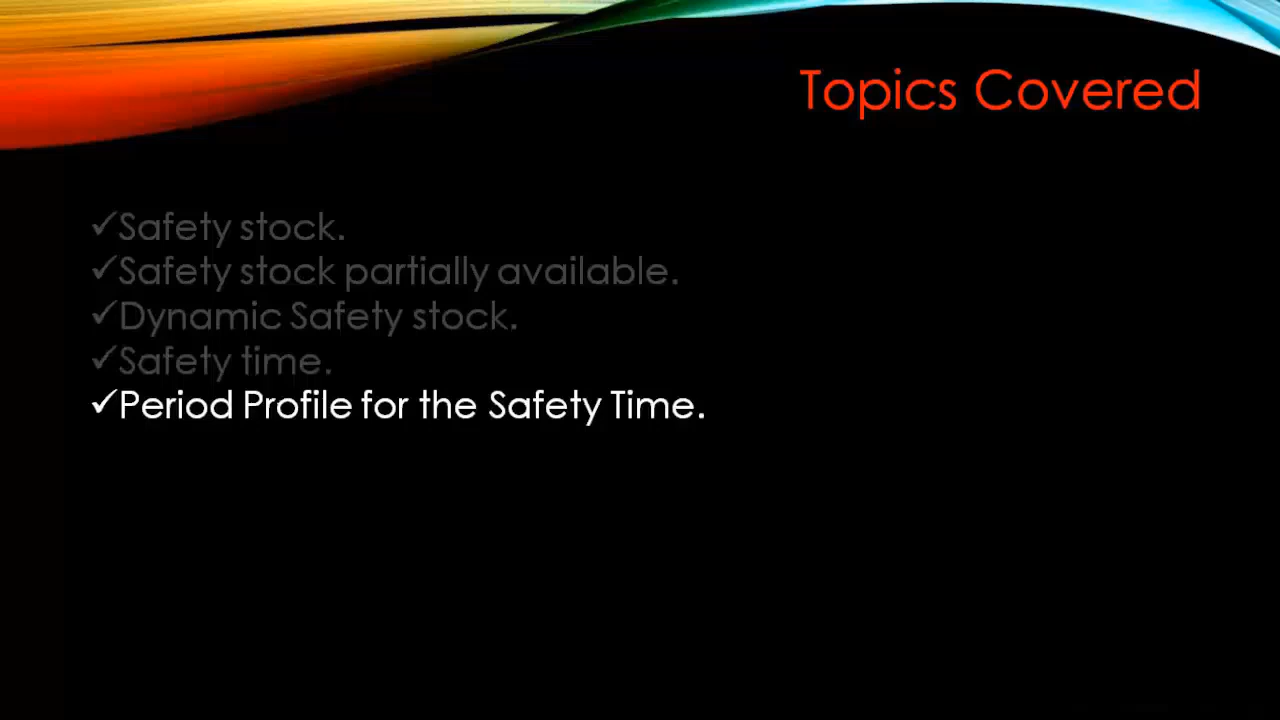 Topics Covered
✓Safety stock.
✓Safety stock partially available.
✓Dynamic Safety stock.
✓Safety time.
✓Period Profile for the Safety Time.